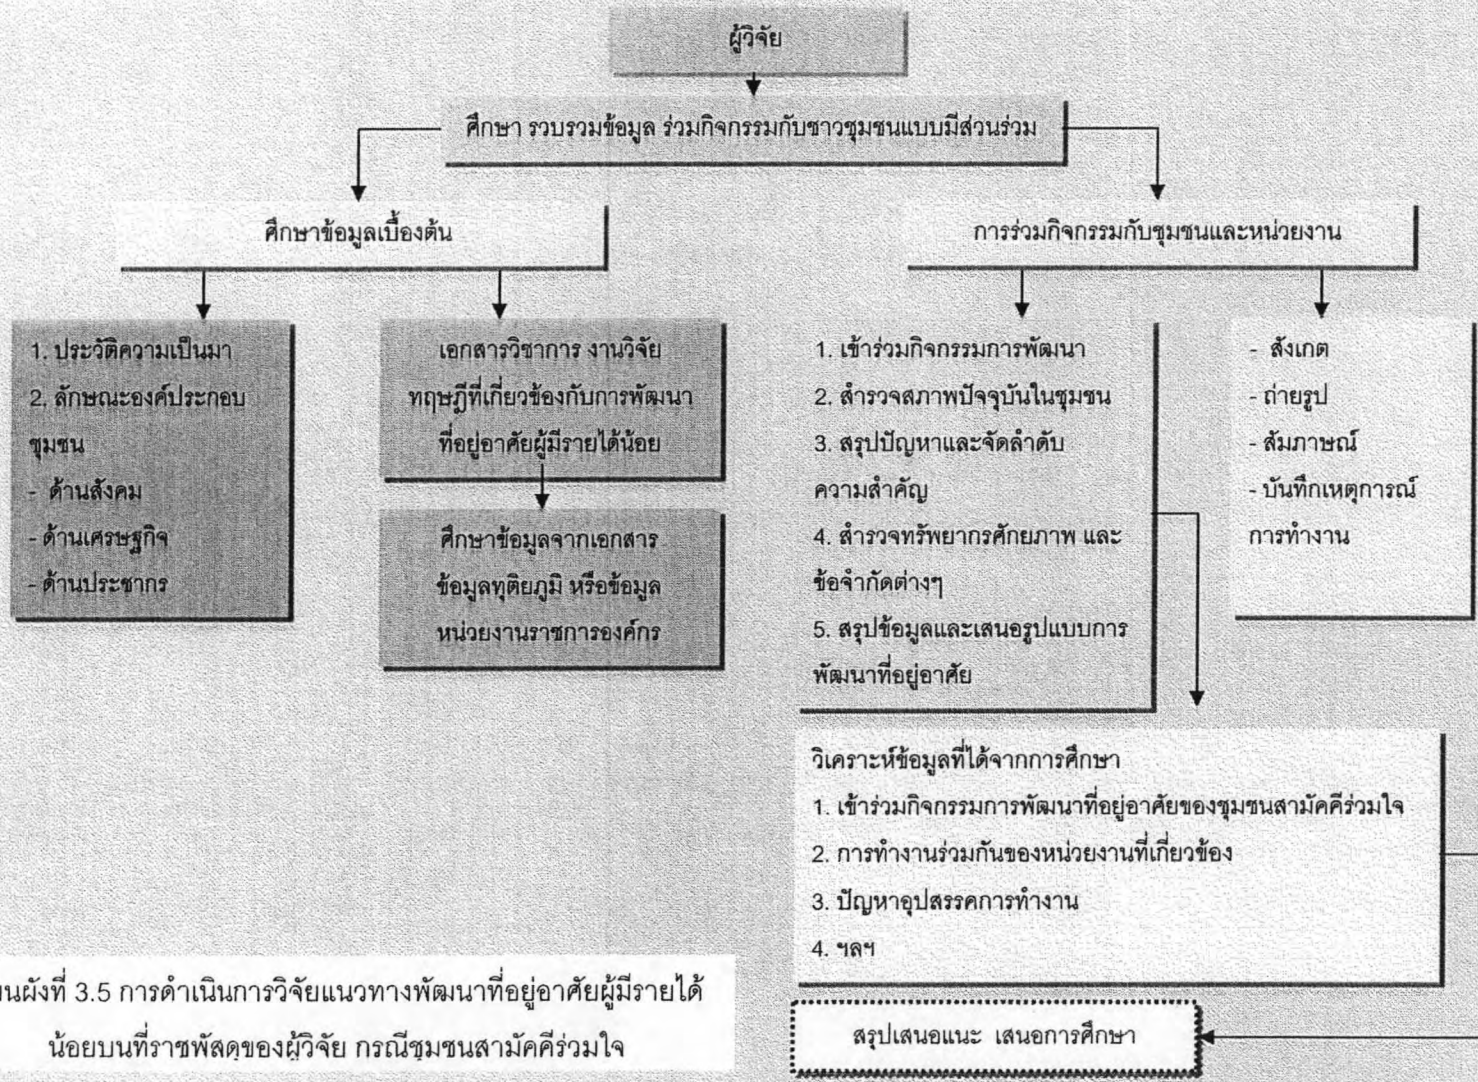 ผู้วิจัย
ศึกษา รวบรวมข้อมูล ร่วมกิจกรรมกับชาวชุมชนแบบมีส่วนร่วม
ศึกษาข้อมูลเบื้องต้น
การร่วมกิจกรรมกับชุมชนและหน่วยงาน
1. ประวัติความเป็นมา
2. ลักษณะองค์ประกอบ
ชุมชน
- ด้านสังคม
- ด้านเศรษฐกิจ
- ด้านประชากร
เอกสารวิชาการ งานวิจัย
ทฤษฎีที่เกี่ยวข้องกับการพัฒนา
ที่อยู่อาศัยผู้มีรายได้น้อย
ศึกษาข้อมูลจากเอกสาร
ข้อมูลทุติยภูมิ หรือข้อมูล
หน่วยงานราชการองค์กร
1. เข้าร่วมกิจกรรมการพัฒนา
2. สำรวจสภาพปัจจุบันในชุมชน
3. สรุปปัญหาและจัดลำดับ
ความสำคัญ
4. สำรวจทรัพยากรศักยภาพ และ
ข้อจำกัดต่างๆ
5. สรุปข้อมูลและเสนอรูปแบบการ
พัฒนาที่อยู่อาศัย
- สังเกต
- ถ่ายรูป
- สัมภาษณ์
- บันทึกเหตุการณ์
การทำงาน
วิเคราะห์ข้อมูลที่ได้จากการศึกษา
1. เข้าร่วมกิจกรรมการพัฒนาที่อยู่อาศัยของชุมชนสามัคคีร่วมใจ
2. การทำงานร่วมกันของหน่วยงานที่เกี่ยวข้อง
3. ปัญหาอุปสรรคการทำงาน
4. ฯลฯ
สรุปเสนอแนะ เสนอการศึกษา
นผังที่ 3.5 การดำเนินการวิจัยแนวทางพัฒนาที่อยู่อาศัยผู้มีรายได้
น้อยบนที่ราชพัสดุของผู้วิจัย กรณีชุมชนสามัคคีร่วมใจ